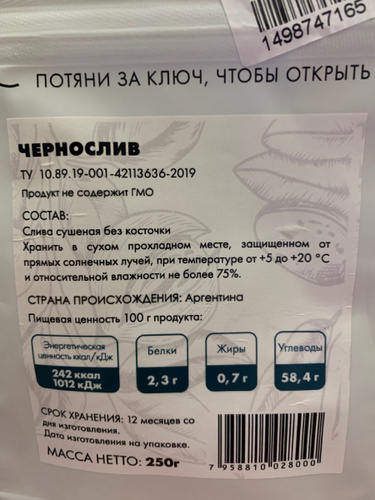 1498747165
ПОТЯНИ ЗА КЛЮЧ, ЧТОБЫ ОТКРЫТЬ
ЧЕРНОСЛИВ
ТУ 10.89.19-001-42113636-2019
Продукт не содержит ГМО
СОСТАВ:
Слива сушеная без косточки
Хранить в сухом прохладном месте, защищенном от
прямых солнечных лучей, при температуре от +5 до +20 °С
и относительной влажности не более 75%.
СТРАНА ПРОИСХОЖДЕНИЯ: Аргентина
Пищевая ценность 100 г продукта:
Энергетическая
ценность ккал/кДж
242 ккал
1012 кДж
Белки
2,3 г
Жиры
0,7 г
Углеводы
58,4 г
СРОК ХРАНЕНИЯ: 12 месяцев со
дня изготовления.
Дата изготовления на упаковке.
МАССА НЕТТО: 250г
7 958810 028000